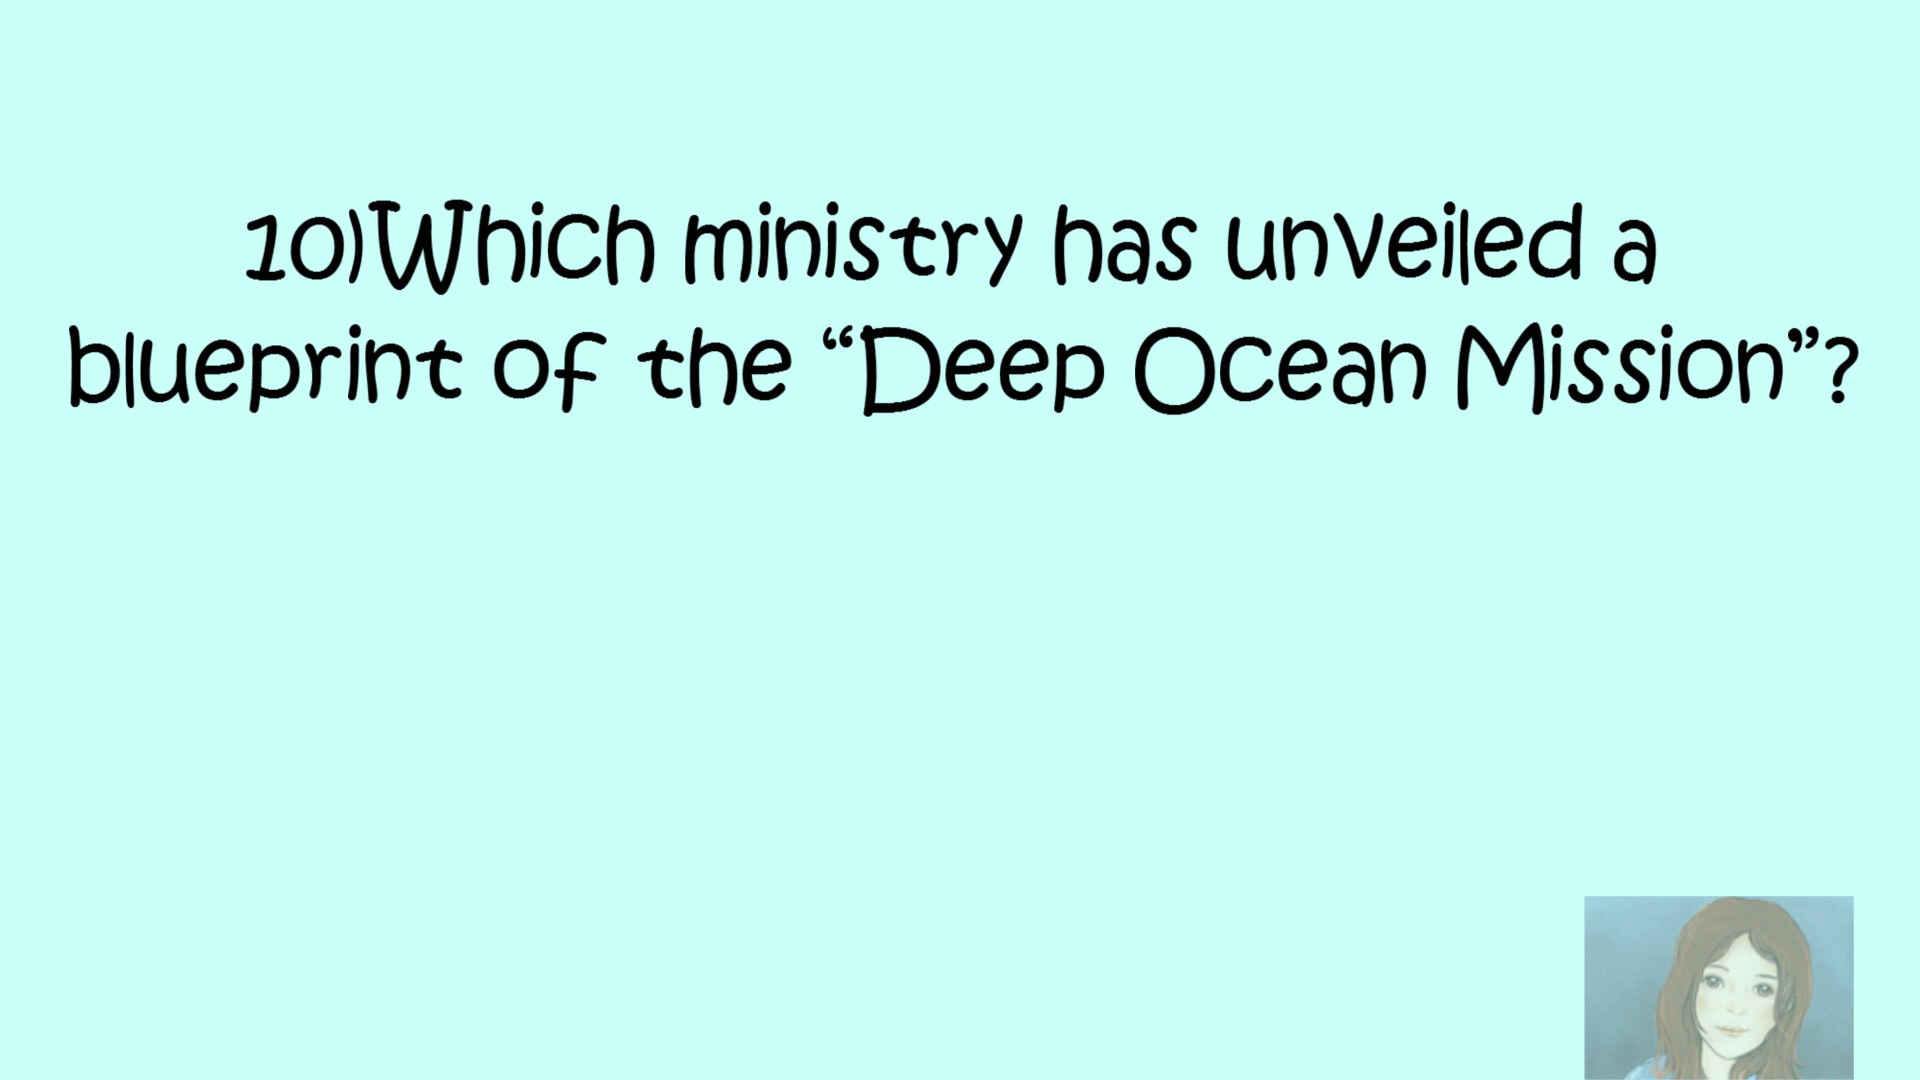 10)Which ministry has unveiled a
blueprint of the “Deep Ocean Mission”?